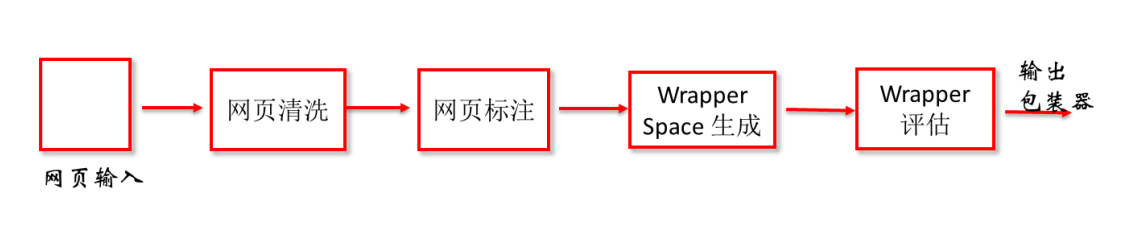 网页输入
网页清洗
网页标注
Wrapper
Space 生成
Wrapper
评估
输出
包装器